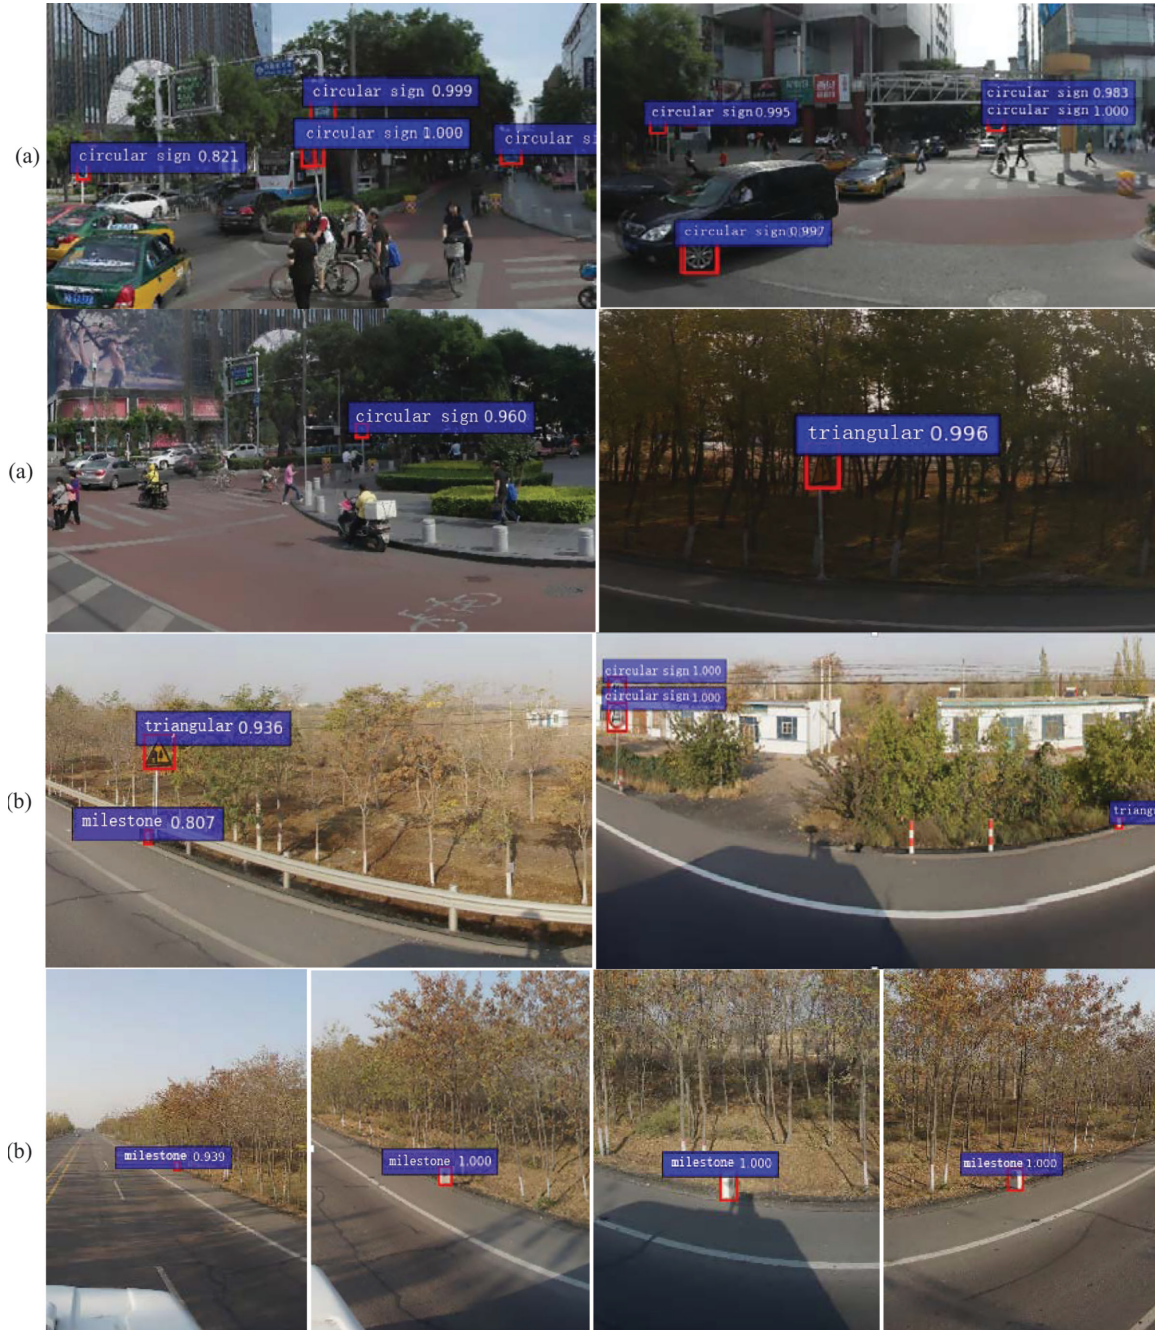 circular sign 0.999
circular sign 1.000
circular si
(a)
circular sign 0.821
circular sign 0.983
circular sign 0.995
circular sign 1.000
circular sign 0.997
circular sign 0.960
triangular 0.996
(a)
circular sign 1.000
circular sign 1.000
triangular 0.936
(b)
milestone 0.807
triangu
(b)
milestone 0.939
milestone 1.000
milestone 1.000
milestone 1.000